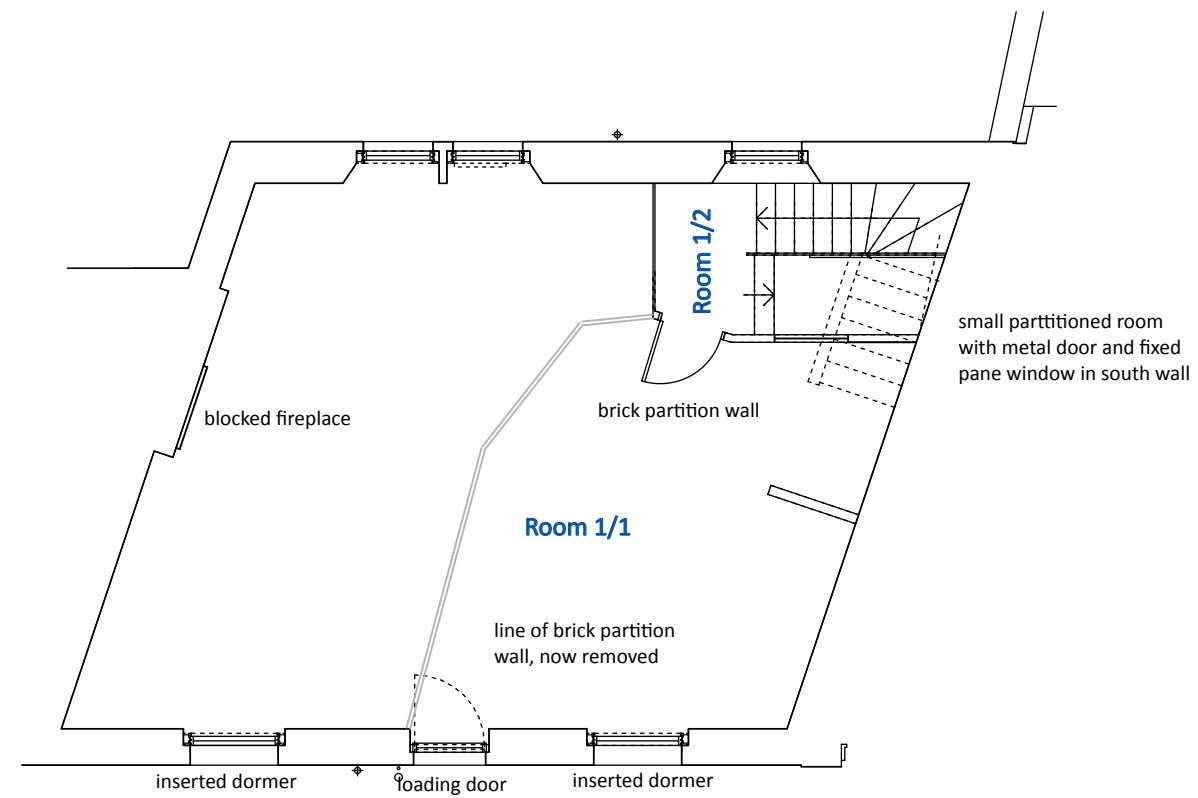 Room 1/2
small parttitioned room
with metal door and fixed
pane window in south wall
blocked fireplace
brick partition wall
Room 1/1
line of brick partition
wall, now removed
inserted dormer
loading door
inserted dormer